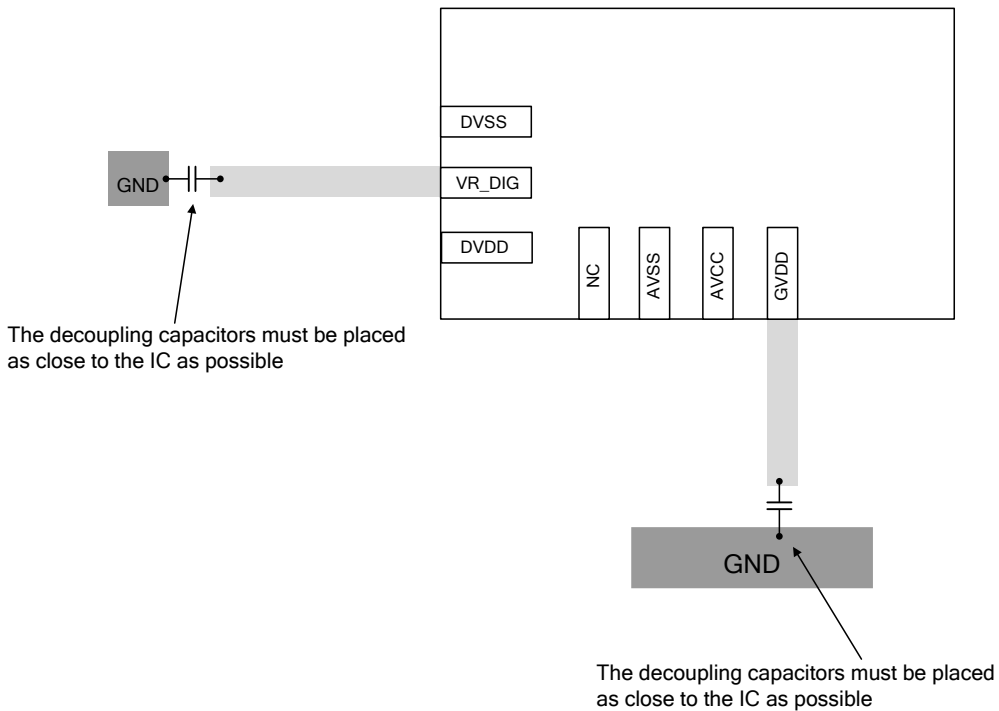 DVSS
GND
VR_DIG
DVDD
NC
AVSS
AVCC
GVDD
The decoupling capacitors must be placed
as close to the IC as possible
GND
The decoupling capacitors must be placed
as close to the IC as possible